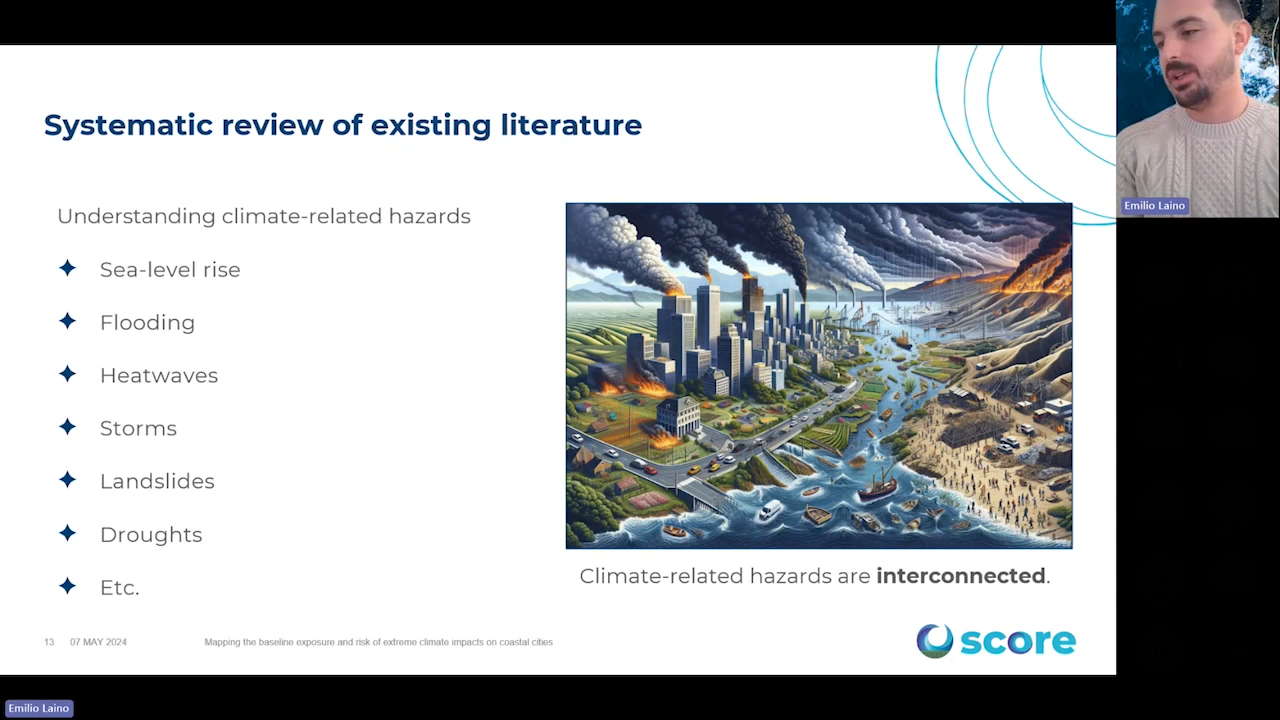 Systematic review of existing literature
Understanding climate-related hazards
Sea-level rise
Flooding
Heatwaves
Storms
Landslides
Droughts
Etc.
Climate-related hazards are interconnected.
13 07 MAY 2024 Mapping the baseline exposure and risk of extreme climate impacts on coastal cities
score
Emilio Laino
Emilio Laino